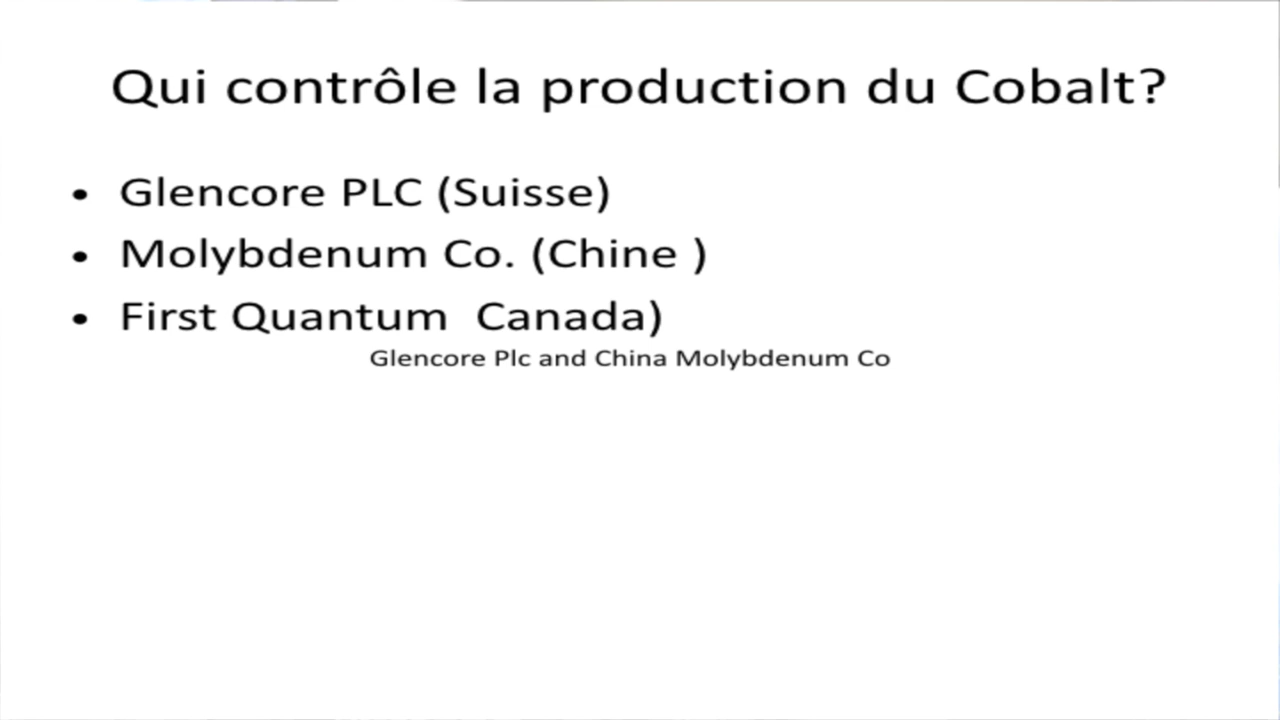 Qui contrôle la production du Cobalt?
• Glencore PLC (Suisse)
• Molybdenum Co. (Chine )
• First Quantum  Canada)
Glencore Plc and China Molybdenum Co